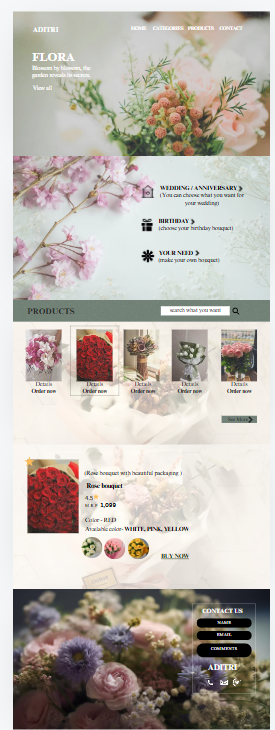 ADITRI
HOME CATEGORIES PRODUCTS CONTACT
FLORA
Blossom by blossom, the
garden reveals its secrets.
View all
WEDDING / ANNIVERSARY
(You can choose what you want for
your wedding)
BIRTHDAY
(choose your birthday bouquet)
YOUR NEED
(make your own bouquet)
PRODUCTS
search what you want
Details Details Details Details Details
Order now Order now Order now Order now Order now
See More
(Rose bouquet with beautiful packaging )
Rose bouquet
4.5
M.R.P. 1,099
Color - RED
Available color- WHITE, PINK, YELLOW
BUY NOW
CONTACT US
NAME
EMAIL
COMMENTS
ADITRI